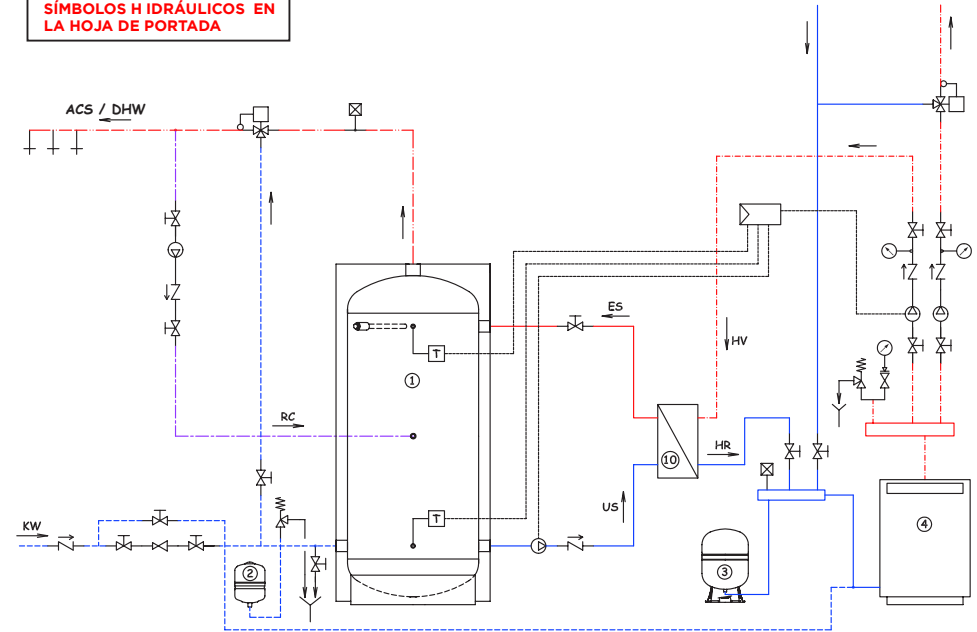 SÍMBOLOS H IDRÁULICOS EN
LA HOJA DE PORTADA
ACS / DHW
ES
HV
T
1
RC
HR
10
US
T
KW
2
3
4